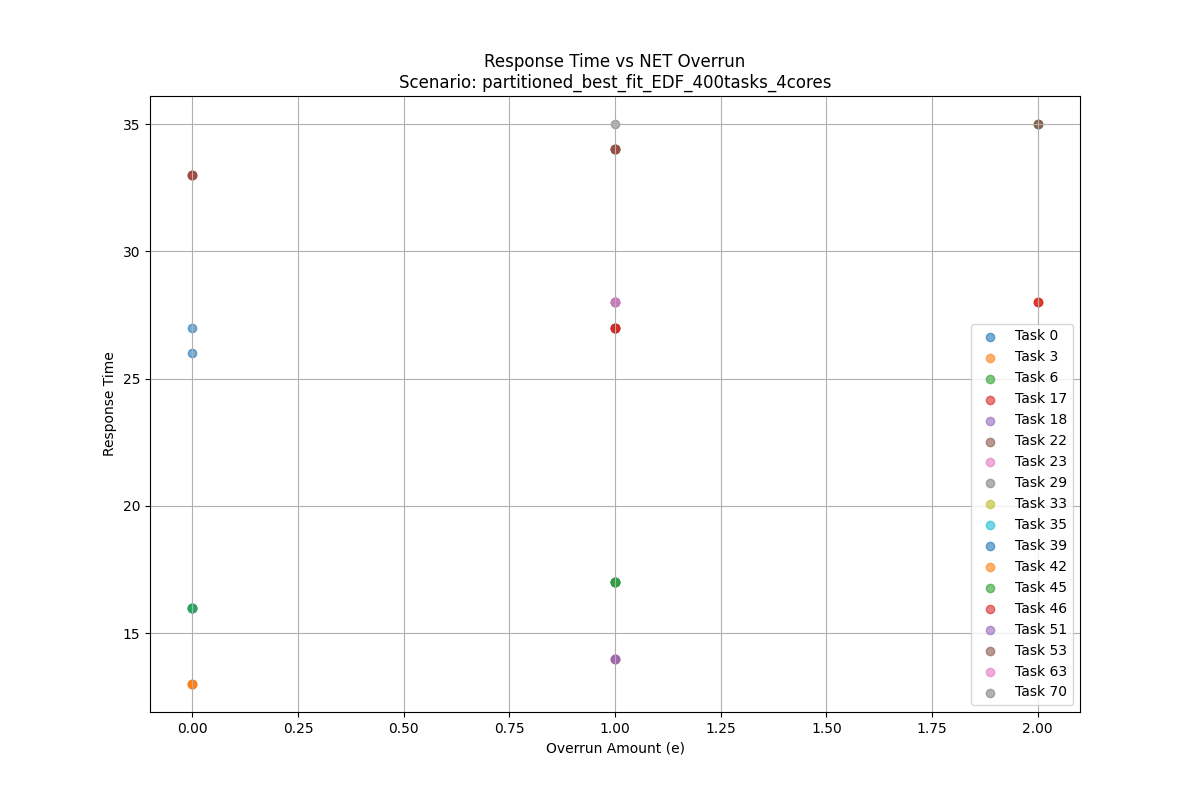 Response Time vs NET Overrun
Scenario: partitioned_best_fit_EDF_400tasks_4cores
Response Time
35
30
25
20
15
0.00 0.25 0.50 0.75 1.00 1.25 1.50 1.75 2.00
Overrun Amount (e)
Task 0
Task 3
Task 6
Task 17
Task 18
Task 22
Task 23
Task 29
Task 33
Task 35
Task 39
Task 42
Task 45
Task 46
Task 51
Task 53
Task 63
Task 70